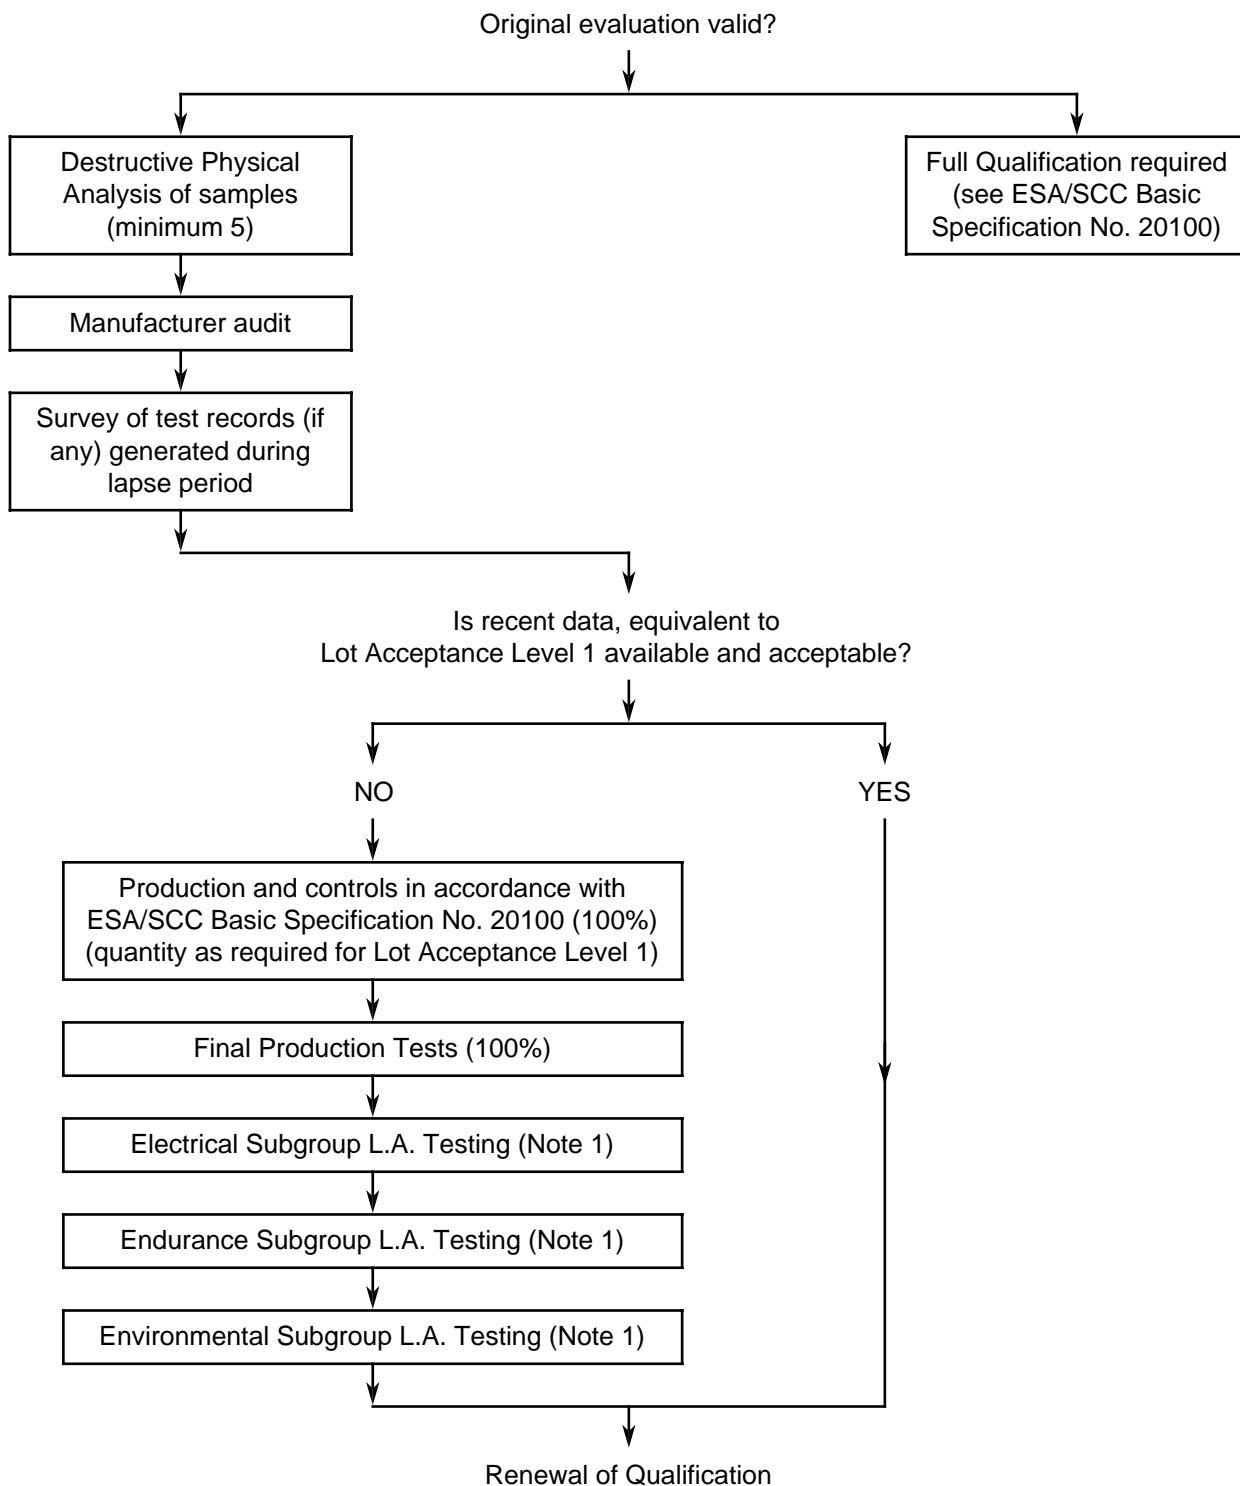 Original evaluation valid?
Destructive Physical
Analysis of samples
(minimum 5)
Full Qualification required
(see ESA/SCC Basic
Specification No. 20100)
Manufacturer audit
Survey of test records (if
any) generated during
lapse period
Is recent data, equivalent to
Lot Acceptance Level 1 available and acceptable?
NO
YES
Production and controls in accordance with
ESA/SCC Basic Specification No. 20100 (100%)
(quantity as required for Lot Acceptance Level 1)
Final Production Tests (100%)
Electrical Subgroup L.A. Testing (Note 1)
Endurance Subgroup L.A. Testing (Note 1)
Environmental Subgroup L.A. Testing (Note 1)
Renewal of Qualification